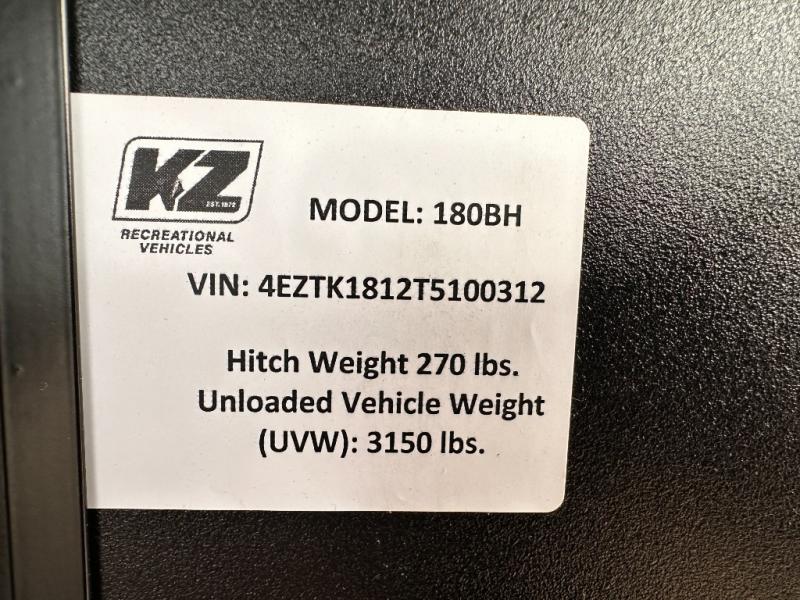 KZ
EST. 1972
RECREATIONAL
VEHICLES
MODEL: 180BH
VIN: 4EZTK1812T5100312
Hitch Weight 270 lbs.
Unloaded Vehicle Weight
(UVW): 3150 lbs.